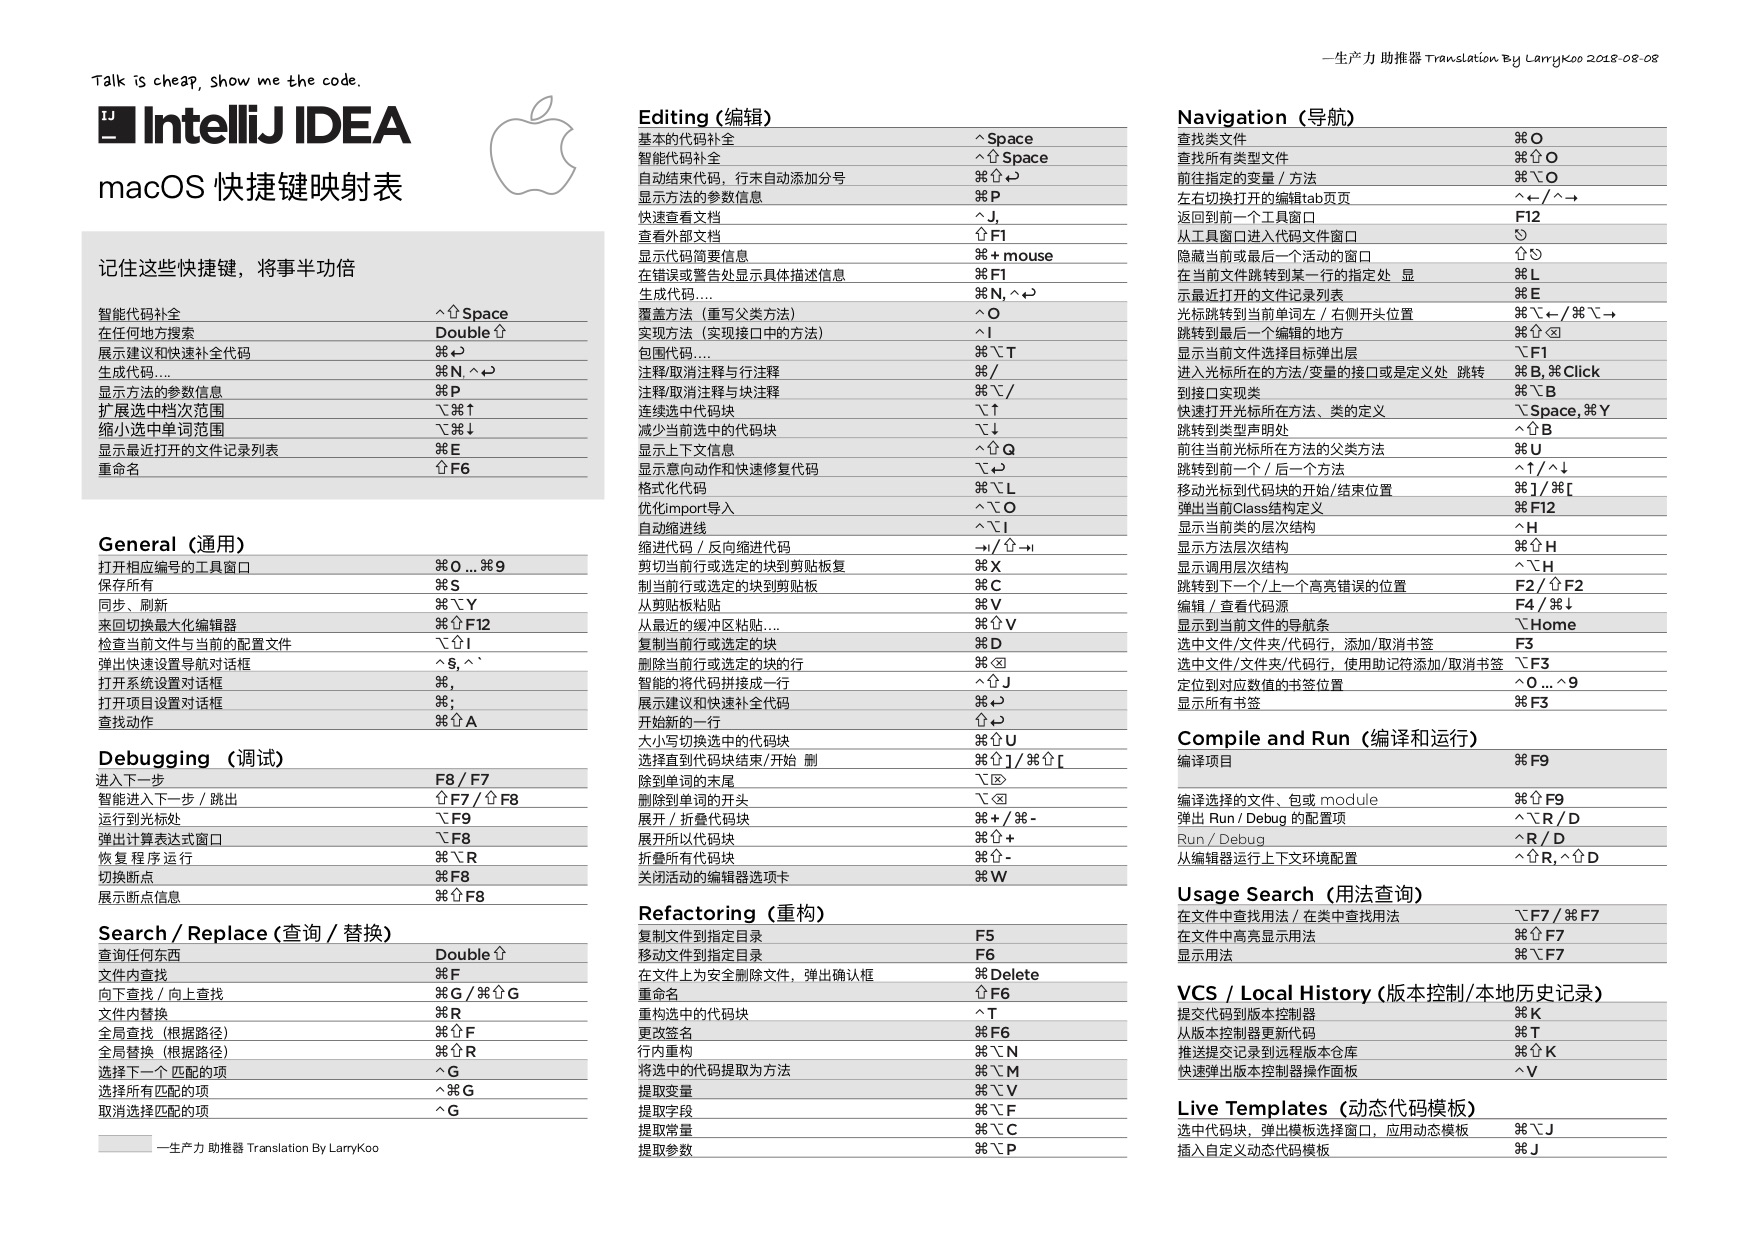 一生产力 助推器 Translation By LarryKoo 2018-08-08
Talk is cheap, show me the code.
IJ IntelliJ IDEA
macOS 快捷键映射表
记住这些快捷键，将事半功倍
智能代码补全 ^⇧Space
在任何地方搜索 Double⇧
展示建议和快速补全代码 ⌘↩
生成代码.... ⌘N, ^↩
显示方法的参数信息 ⌘P
扩展选中档次范围 ⌥⌘↑
缩小选中单词范围 ⌥⌘↓
显示最近打开的文件记录列表 ⌘E
重命名 ⇧F6
General（通用）
打开相应编号的工具窗口 ⌘0 ... ⌘9
保存所有 ⌘S
同步、刷新 ⌘⌥Y
来回切换最大化编辑器 ⌘⇧F12
检查当前文件与当前的配置文件 ⌥⇧I
弹出快速设置导航对话框 ^§, ^`
打开系统设置对话框 ⌘,
打开项目设置对话框 ⌘;
查找动作 ⌘⇧A
Debugging （调试）
进入下一步 F8 / F7
智能进入下一步 / 跳出 ⇧F7 / ⇧F8
运行到光标处 ⌥F9
弹出计算表达式窗口 ⌥F8
恢复程序运行 ⌘⌥R
切换断点 ⌘F8
展示断点信息 ⌘⇧F8
Search / Replace (查询 / 替换）
查询任何东西 Double⇧
文件内查找 ⌘F
向下查找 / 向上查找 ⌘G / ⌘⇧G
文件内替换 ⌘R
全局查找（根据路径） ⌘⇧F
全局替换（根据路径） ⌘⇧R
选择下一个 匹配的项 ^G
选择所有匹配的项 ^⌘G
取消选择匹配的项 ^G
一生产力 助推器 Translation By LarryKoo
Editing (编辑）
基本的代码补全 ^Space
智能代码补全 ^⇧Space
自动结束代码，行末自动添加分号 ⌘⇧↩
显示方法的参数信息 ⌘P
快速查看文档 ^J,
查看外部文档 ⇧F1
显示代码简要信息 ⌘+ mouse
在错误或警告处显示具体描述信息 ⌘F1
生成代码.... ⌘N, ^↩
覆盖方法（重写父类方法） ^O
实现方法（实现接口中的方法） ^I
包围代码.... ⌘⌥T
注释/取消注释与行注释 ⌘/
注释/取消注释与块注释 ⌘⌥/
连续选中代码块 ⌥↑
减少当前选中的代码块 ⌥↓
显示上下文信息 ^⇧Q
显示意向动作和快速修复代码 ⌥↩
格式化代码 ⌘⌥L
优化import导入 ^⌥O
自动缩进线 ^⌥I
缩进代码 / 反向缩进代码 ⇥/ ⇧⇥
剪切当前行或选定的块到剪贴板复 ⌘X
制当前行或选定的块到剪贴板 ⌘C
从剪贴板粘贴 ⌘V
从最近的缓冲区粘贴.... ⌘⇧V
复制当前行或选定的块 ⌘D
删除当前行或选定的块的行 ⌘⌫
智能的将代码拼接成一行 ^⇧J
展示建议和快速补全代码 ⌘↩
开始新的一行 ⇧↩
大小写切换选中的代码块 ⌘⇧U
选择直到代码块结束/开始 删 ⌘⇧] / ⌘⇧[
除到单词的末尾 ⌥⌦
删除到单词的开头 ⌥⌫
展开 / 折叠代码块 ⌘+ / ⌘-
展开所以代码块 ⌘⇧+
折叠所有代码块 ⌘⇧-
关闭活动的编辑器选项卡 ⌘W
Refactoring（重构）
复制文件到指定目录 F5
移动文件到指定目录 F6
在文件上为安全删除文件，弹出确认框 ⌘Delete
重命名 ⇧F6
重构选中的代码块 ^T
更改签名 ⌘F6
行内重构 ⌘⌥N
将选中的代码提取为方法 ⌘⌥M
提取变量 ⌘⌥V
提取字段 ⌘⌥F
提取常量 ⌘⌥C
提取参数 ⌘⌥P
Navigation（导航）
查找类文件 ⌘O
查找所有类型文件 ⌘⇧O
前往指定的变量 / 方法 ⌘⌥O
左右切换打开的编辑tab页页 ^←/ ^→
返回到前一个工具窗口 F12
从工具窗口进入代码文件窗口 ⎋
隐藏当前或最后一个活动的窗口 ⇧⎋
在当前文件跳转到某一行的指定处 显 ⌘L
示最近打开的文件记录列表 ⌘E
光标跳转到当前单词左 / 右侧开头位置 ⌘⌥←/ ⌘⌥→
跳转到最后一个编辑的地方 ⌘⇧⌫
显示当前文件选择目标弹出层 ⌥F1
进入光标所在的方法/变量的接口或是定义处 跳转 ⌘B, ⌘Click
到接口实现类 ⌘⌥B
快速打开光标所在方法、类的定义 ⌥Space, ⌘Y
跳转到类型声明处 ^⇧B
前往当前光标所在方法的父类方法 ⌘U
跳转到前一个 / 后一个方法 ^↑/ ^↓
移动光标到代码块的开始/结束位置 ⌘] / ⌘[
弹出当前Class结构定义 ⌘F12
显示当前类的层次结构 ^H
显示方法层次结构 ⌘⇧H
显示调用层次结构 ^⌥H
跳转到下一个/上一个高亮错误的位置 F2 / ⇧F2
编辑 / 查看代码源 F4 / ⌘↓
显示到当前文件的导航条 ⌥Home
选中文件/文件夹/代码行，添加/取消书签 F3
选中文件/文件夹/代码行，使用助记符添加/取消书签 ⌥F3
定位到对应数值的书签位置 ^0 ... ^9
显示所有书签 ⌘F3
Compile and Run（编译和运行）
编译项目 ⌘F9
编译选择的文件、包或 module ⌘⇧F9
弹出 Run / Debug 的配置项 ^⌥R / D
Run / Debug ^R / D
从编辑器运行上下文环境配置 ^⇧R, ^⇧D
Usage Search（用法查询）
在文件中查找用法 / 在类中查找用法 ⌥F7 / ⌘F7
在文件中高亮显示用法 ⌘⇧F7
显示用法 ⌘⌥F7
VCS / Local History (版本控制/本地历史记录）
提交代码到版本控制器 ⌘K
从版本控制器更新代码 ⌘T
推送提交记录到远程版本仓库 ⌘⇧K
快速弹出版本控制器操作面板 ^V
Live Templates（动态代码模板）
选中代码块，弹出模板选择窗口，应用动态模板 ⌘⌥J
插入自定义动态代码模板 ⌘J